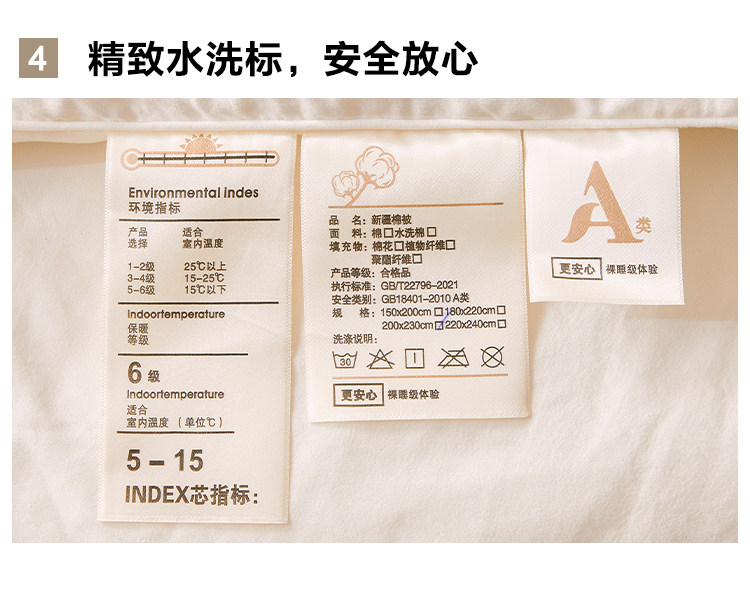 4 精致水洗标，安全放心
Environmental indes
环境指标
产品 适合
选择 室内温度
1-2级 25℃以上
3-4级 15-25℃
5-6级 15℃以下
Indoortemperature
保暖
等级
6级
Indoortemperature
适合
室内温度（单位℃）
5-15
INDEX芯指标：
品 名：新疆棉被
面 料：棉□水洗棉□
填充物：棉花□植物纤维□
聚酯纤维□
产品等级：合格品
执行标准：GB/T22796-2021
安全类别：GB18401-2010 A类
规 格：150x200cm□180x220cm□
200x230cm□220x240cm□
洗涤说明：
30
更安心 裸睡级体验
A类
更安心 裸睡级体验